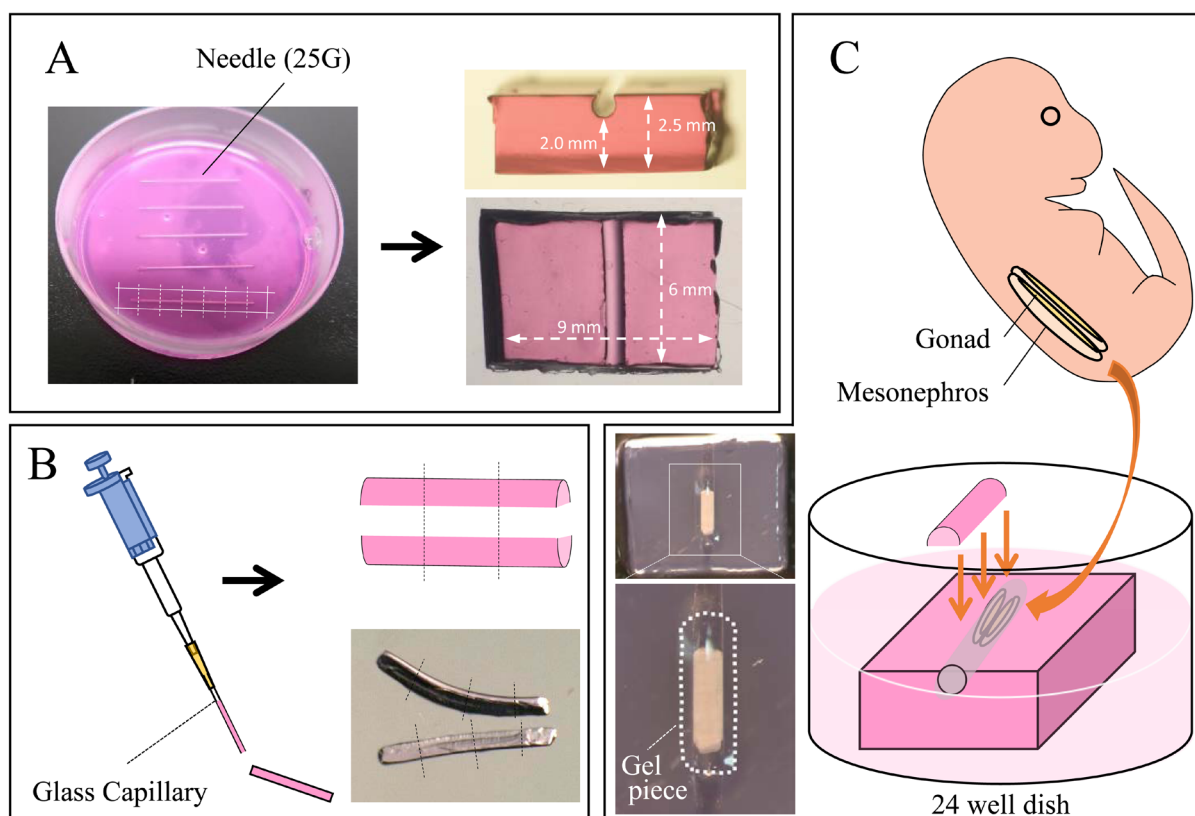 A
Needle (25G)
2.0 mm
2.5 mm
6 mm
9 mm
B
Glass Capillary
C
Gonad
Mesonephros
Gel
piece
24 well dish